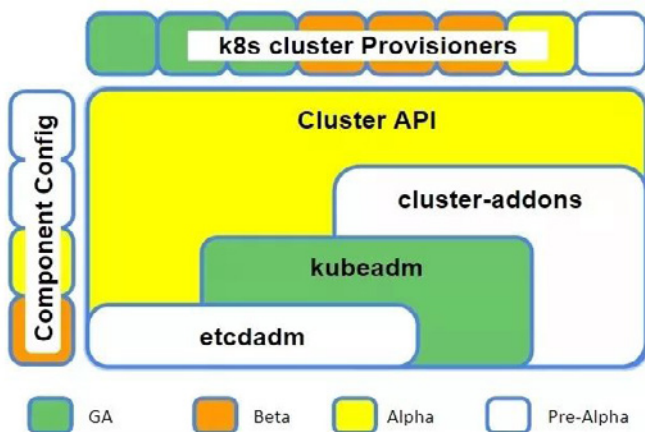 k8s cluster Provisioners
Component Config
Cluster API
cluster-addons
kubeadm
etcdadm
GA
Beta
Alpha
Pre-Alpha